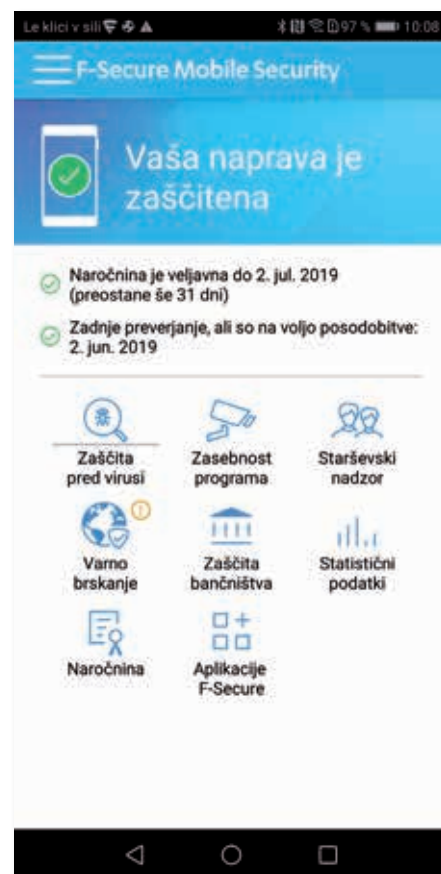 Le klici v sili 97 % 10:08
F-Secure Mobile Security
Vaša naprava je
zaščitena
Naročnina je veljavna do 2. jul. 2019
(preostane še 31 dni)
Zadnje preverjanje, ali so na voljo posodobitve:
2. jun. 2019
Zaščita
pred virusi
Zasebnost
programa
Starševski
nadzor
Varno
brskanje
Zaščita
bančništva
Statistični
podatki
Naročnina
Aplikacije
F-Secure